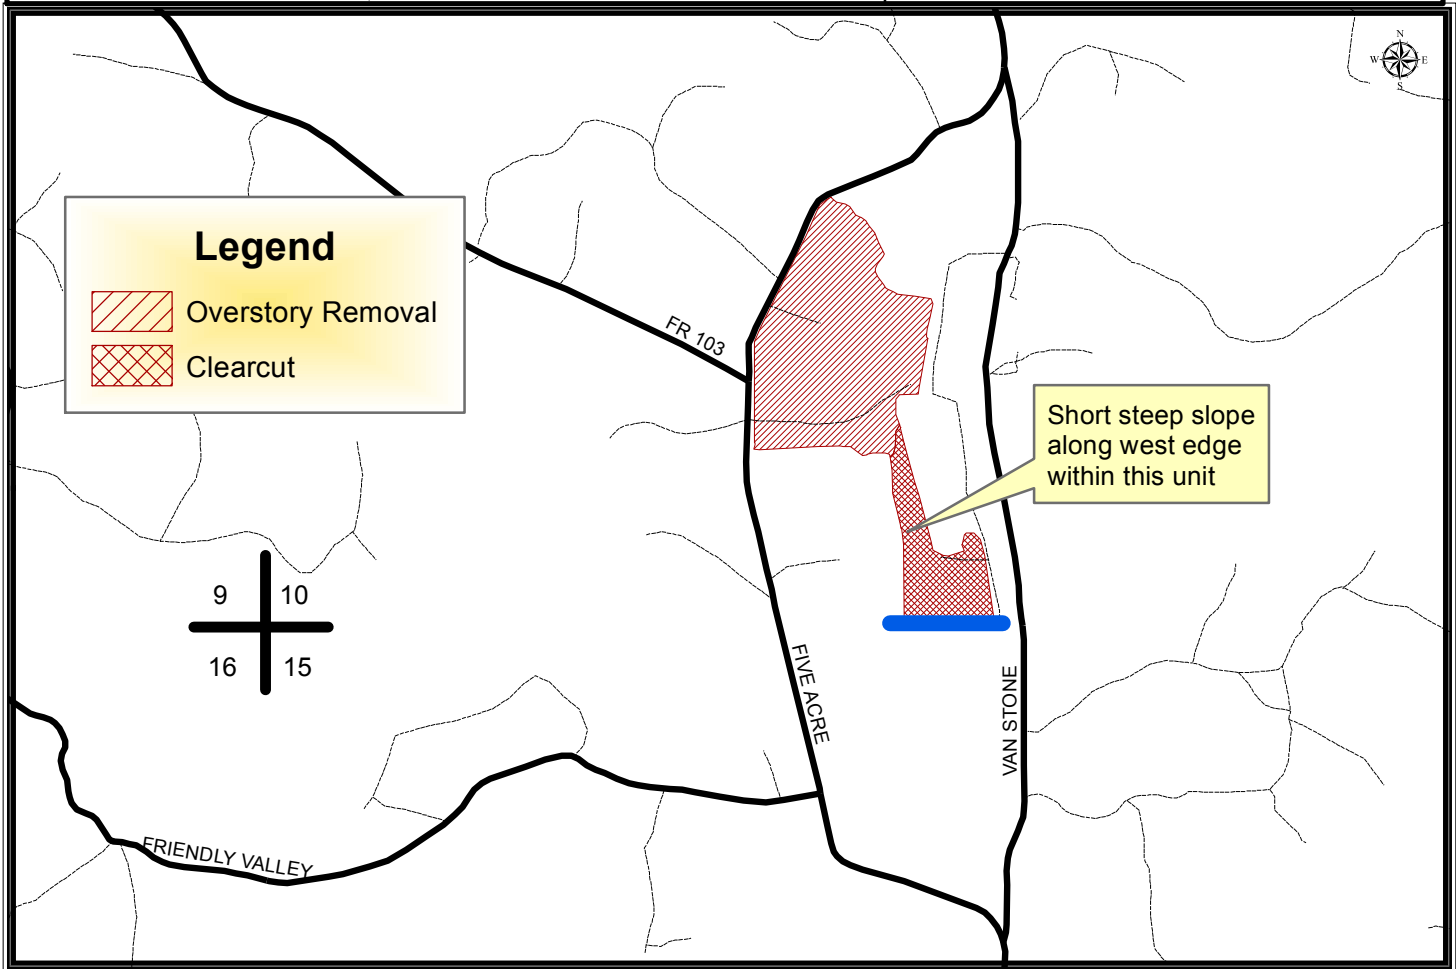 N
W E
S
Legend
Overstory Removal
Clearcut
FR 103
Short steep slope
along west edge
within this unit
9 10
16 15
FIVE ACRE
VAN STONE
FRIENDLY VALLEY